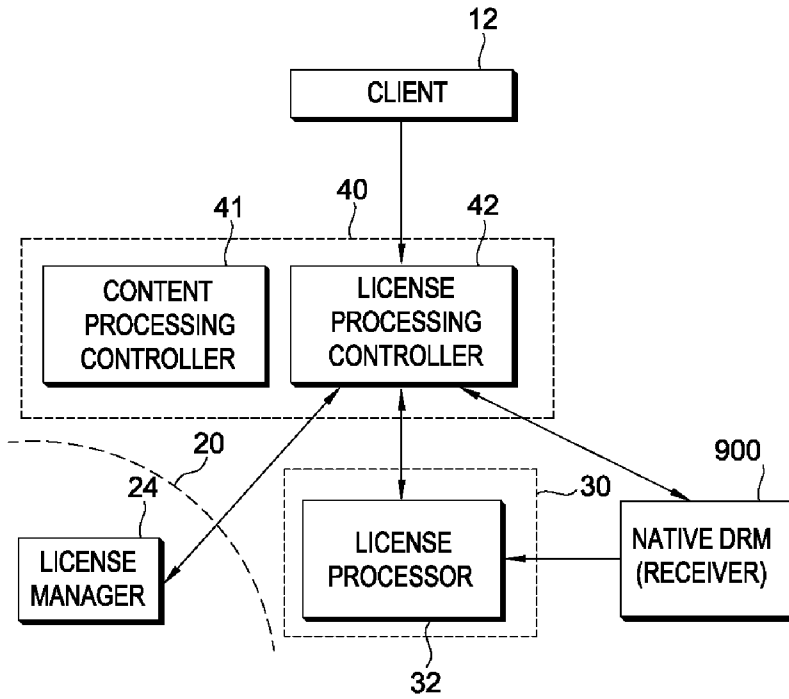 12
CLIENT
41
40
42
CONTENT
PROCESSING
CONTROLLER
LICENSE
PROCESSING
CONTROLLER
20
24
LICENSE
MANAGER
30
LICENSE
PROCESSOR
32
900
NATIVE DRM
(RECEIVER)